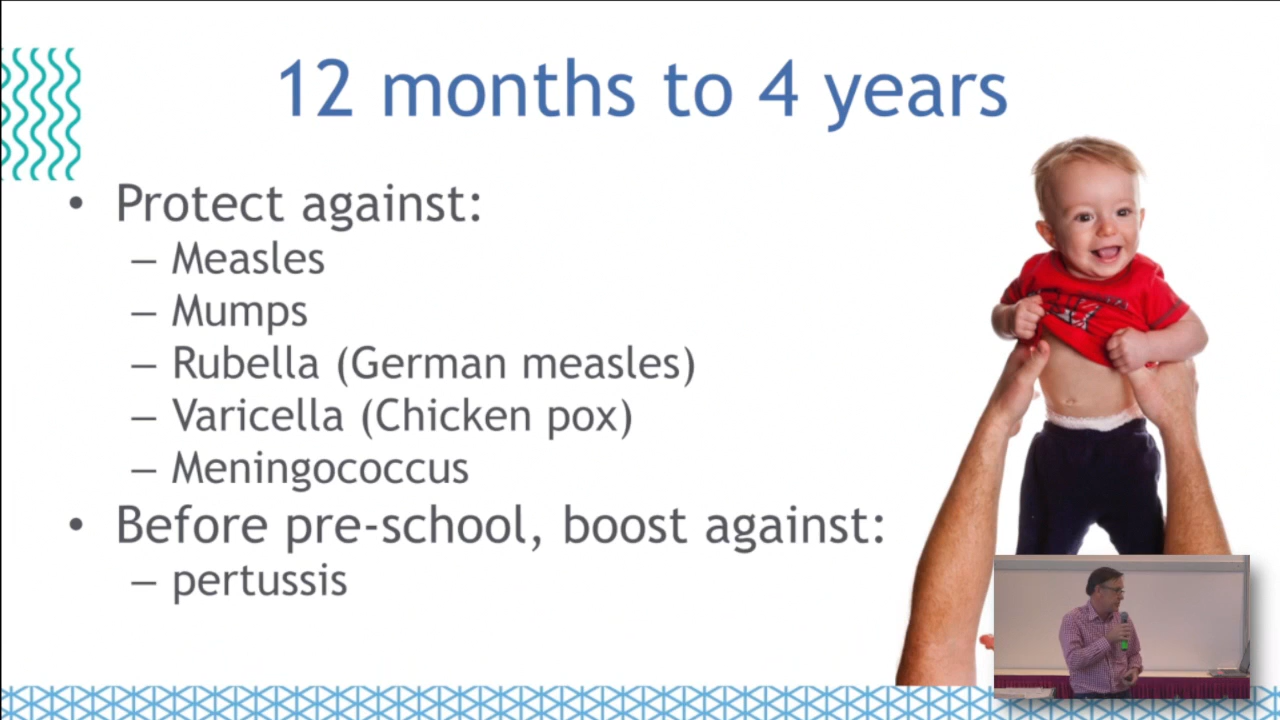 12 months to 4 years
• Protect against:
– Measles
– Mumps
– Rubella (German measles)
– Varicella (Chicken pox)
– Meningococcus
• Before pre-school, boost against:
– pertussis